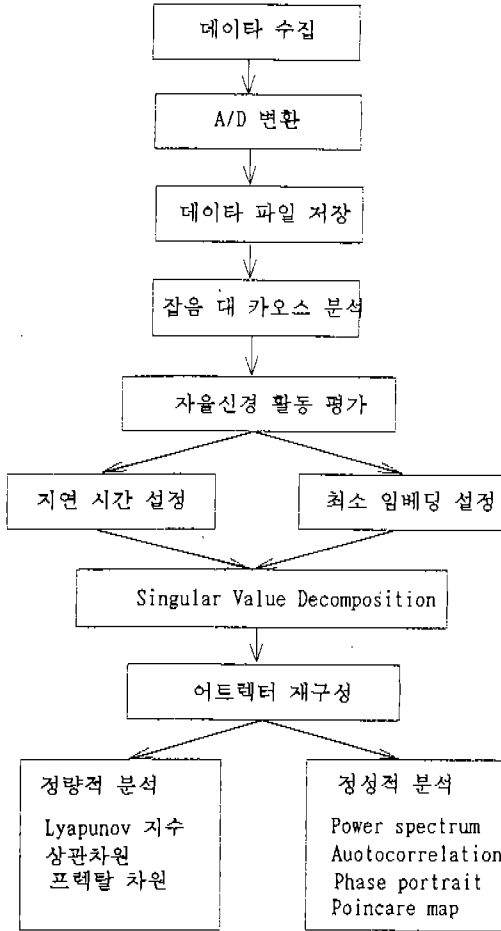 데이타 수집
A/D 변환
데이타 파일 저장
잡음 대 카오스 분석
자율신경 활동 평가
지연 시간 설정
최소 임베딩 설정
Singular Value Decomposition
어트렉터 재구성
정량적 분석
Lyapunov 지수
상관차원
프렉탈 차원
정성적 분석
Power spectrum
Auotocorrelation
Phase portrait
Poincare map